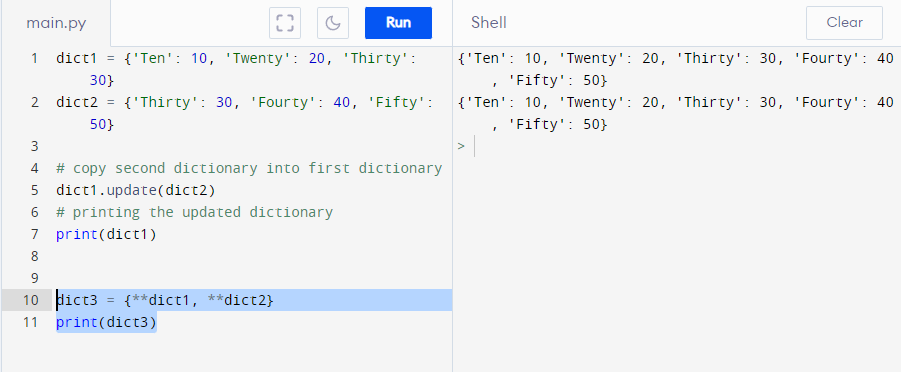 main.py
Run
Shell
Clear
1 dict1 = {'Ten': 10, 'Twenty': 20, 'Thirty':
30}
2 dict2 = {'Thirty': 30, 'Fourty': 40, 'Fifty':
50}
3
4 # copy second dictionary into first dictionary
5 dict1.update(dict2)
6 # printing the updated dictionary
7 print(dict1)
8
9
10 dict3 = {**dict1, **dict2}
11 print(dict3)
{'Ten': 10, 'Twenty': 20, 'Thirty': 30, 'Fourty': 40
, 'Fifty': 50}
{'Ten': 10, 'Twenty': 20, 'Thirty': 30, 'Fourty': 40
, 'Fifty': 50}
>